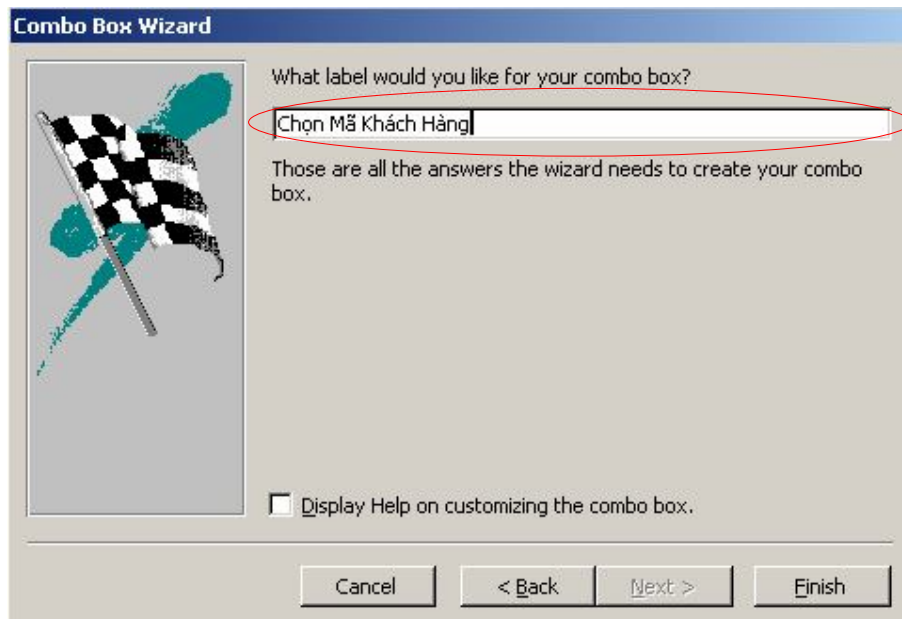 Combo Box Wizard
What label would you like for your combo box?
Chọn Mã Khách Hàng
Those are all the answers the wizard needs to create your combo
box.
Display Help on customizing the combo box.
Cancel
< Back
Next >
Finish